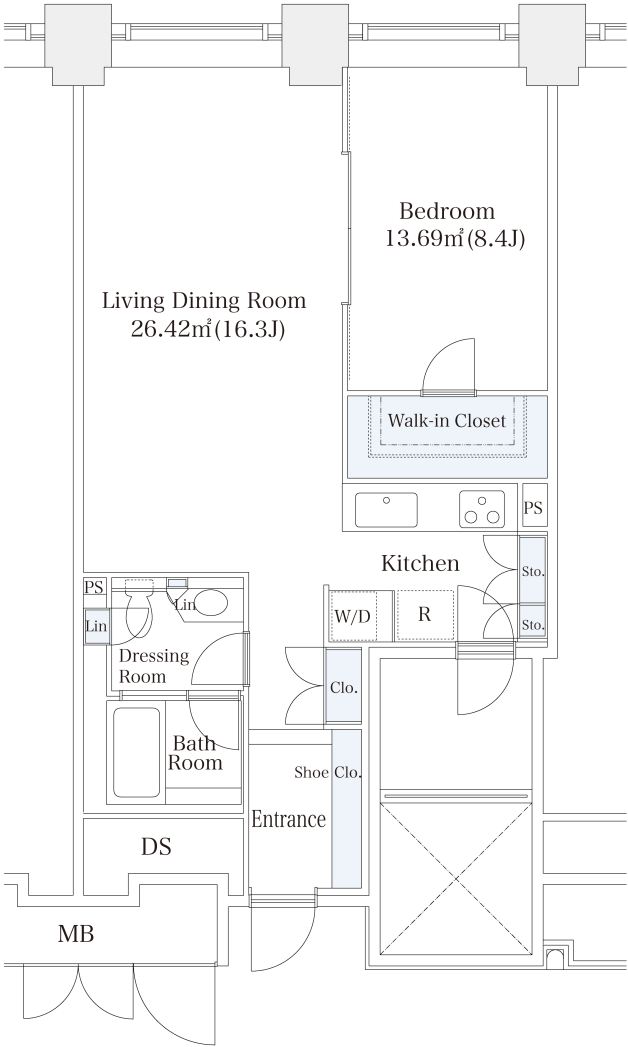 Bedroom
13.69㎡(8.4J)
Living Dining Room
26.42㎡(16.3J)
Walk-in Closet
PS
Kitchen
Sto.
PS
Lin
W/D
R
Lin
Sto.
Dressing
Room
Clo.
Bath
Room
Shoe Clo.
Entrance
DS
MB